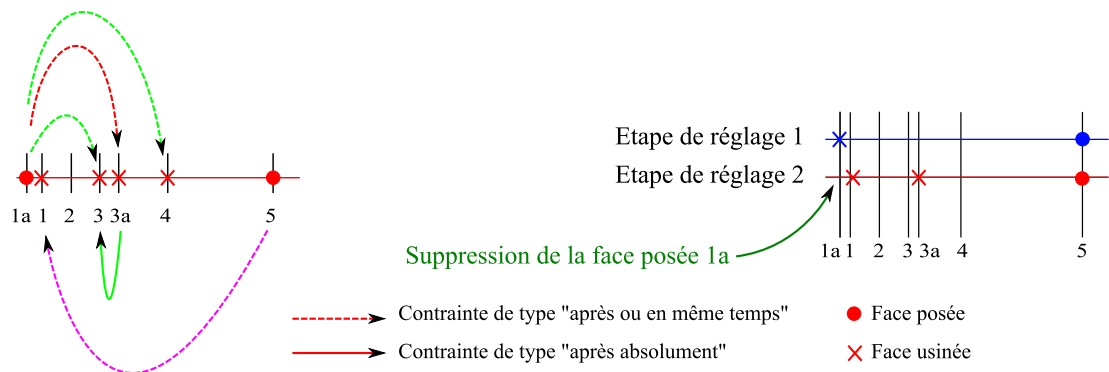 1a 1 2 3 3a 4 5
Etape de réglage 1
Etape de réglage 2
1a 1 2 3 3a 4 5
Suppression de la face posée 1a
Contrainte de type "après ou en même temps"
Face posée
Contrainte de type "après absolument"
Face usinée